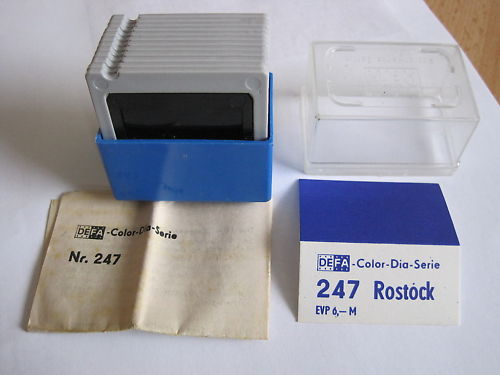 DEFA -Color-Dia-Serie
Nr. 247
DEFA -Color-Dia-Serie
247 Rostock
EVP 6,— M